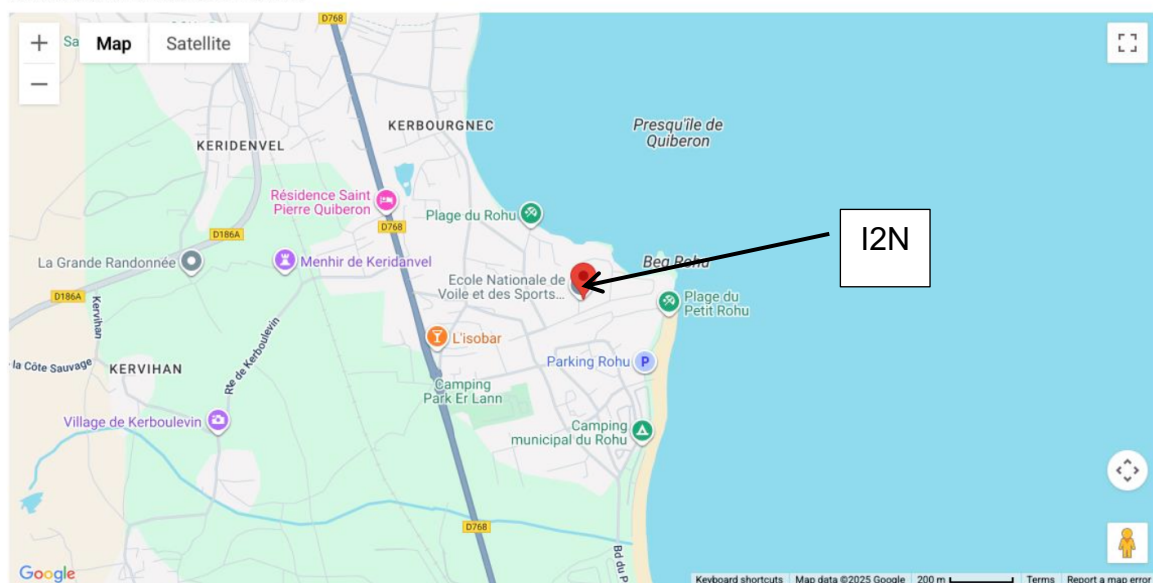 D768
Map
Satellite
KERBOURGNEC
Presqu'île de
Quiberon
KERIDENVEL
Résidence Saint
Pierre Quiberon
Plage du Rohu
D186A
D768
I2N
La Grande Randonnée
Menhir de Keridanvel
Beg Rohu
Ecole Nationale de
Voile et des Sports...
D186A
Kervihan
Plage du
Petit Rohu
L'isobar
Rte de Kerboulevin
Parking Rohu
P
la Côte Sauvage
KERVIHAN
Camping
Park Er Lann
Village de Kerboulevin
Camping
municipal du Rohu
D768
Bd du P
Google
Keyboard shortcuts
Map data ©2025 Google
200 m
Terms
Report a map error